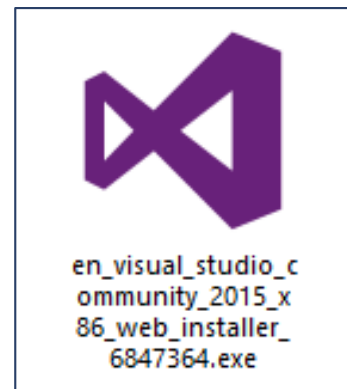 en_visual_studio_c
ommunity_2015_x
86_web_installer_
6847364.exe